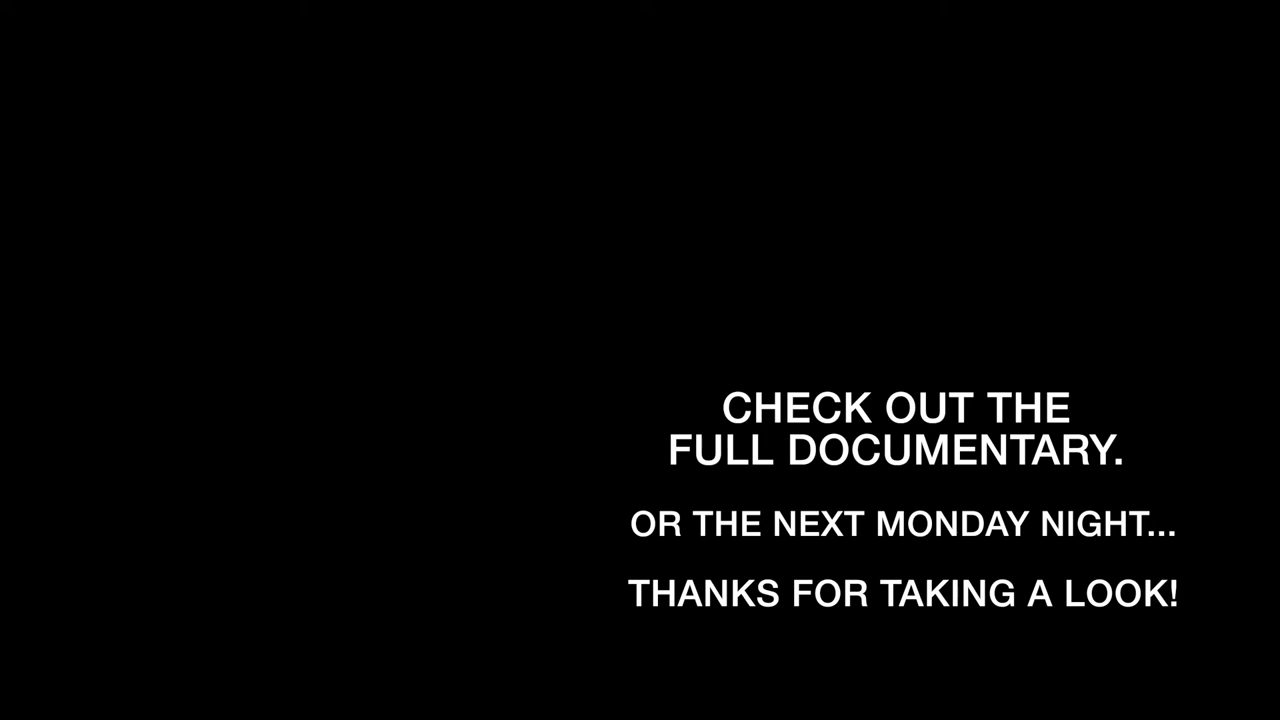 CHECK OUT THE
FULL DOCUMENTARY.
OR THE NEXT MONDAY NIGHT...
THANKS FOR TAKING A LOOK!